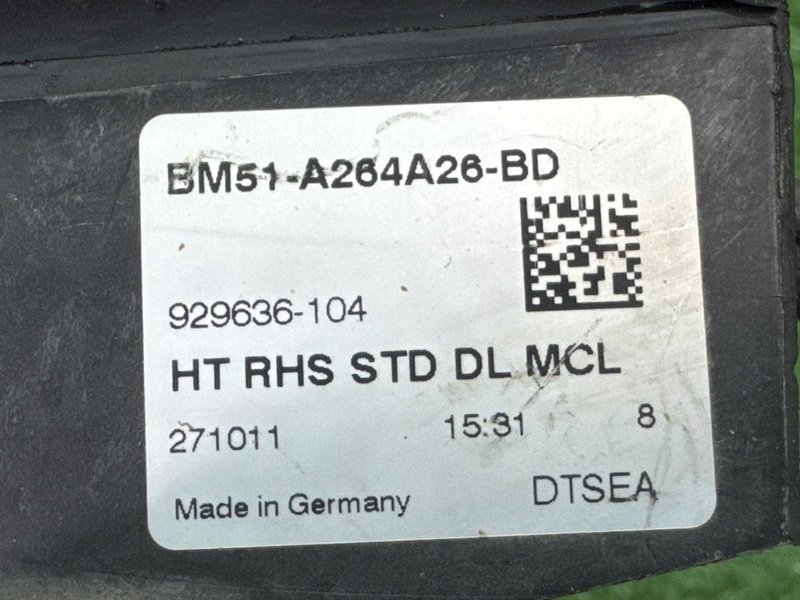 BM51-A264A26-BD
929636-104
HT RHS STD DL MCL
271011 15:31 8
Made in Germany DTSEA